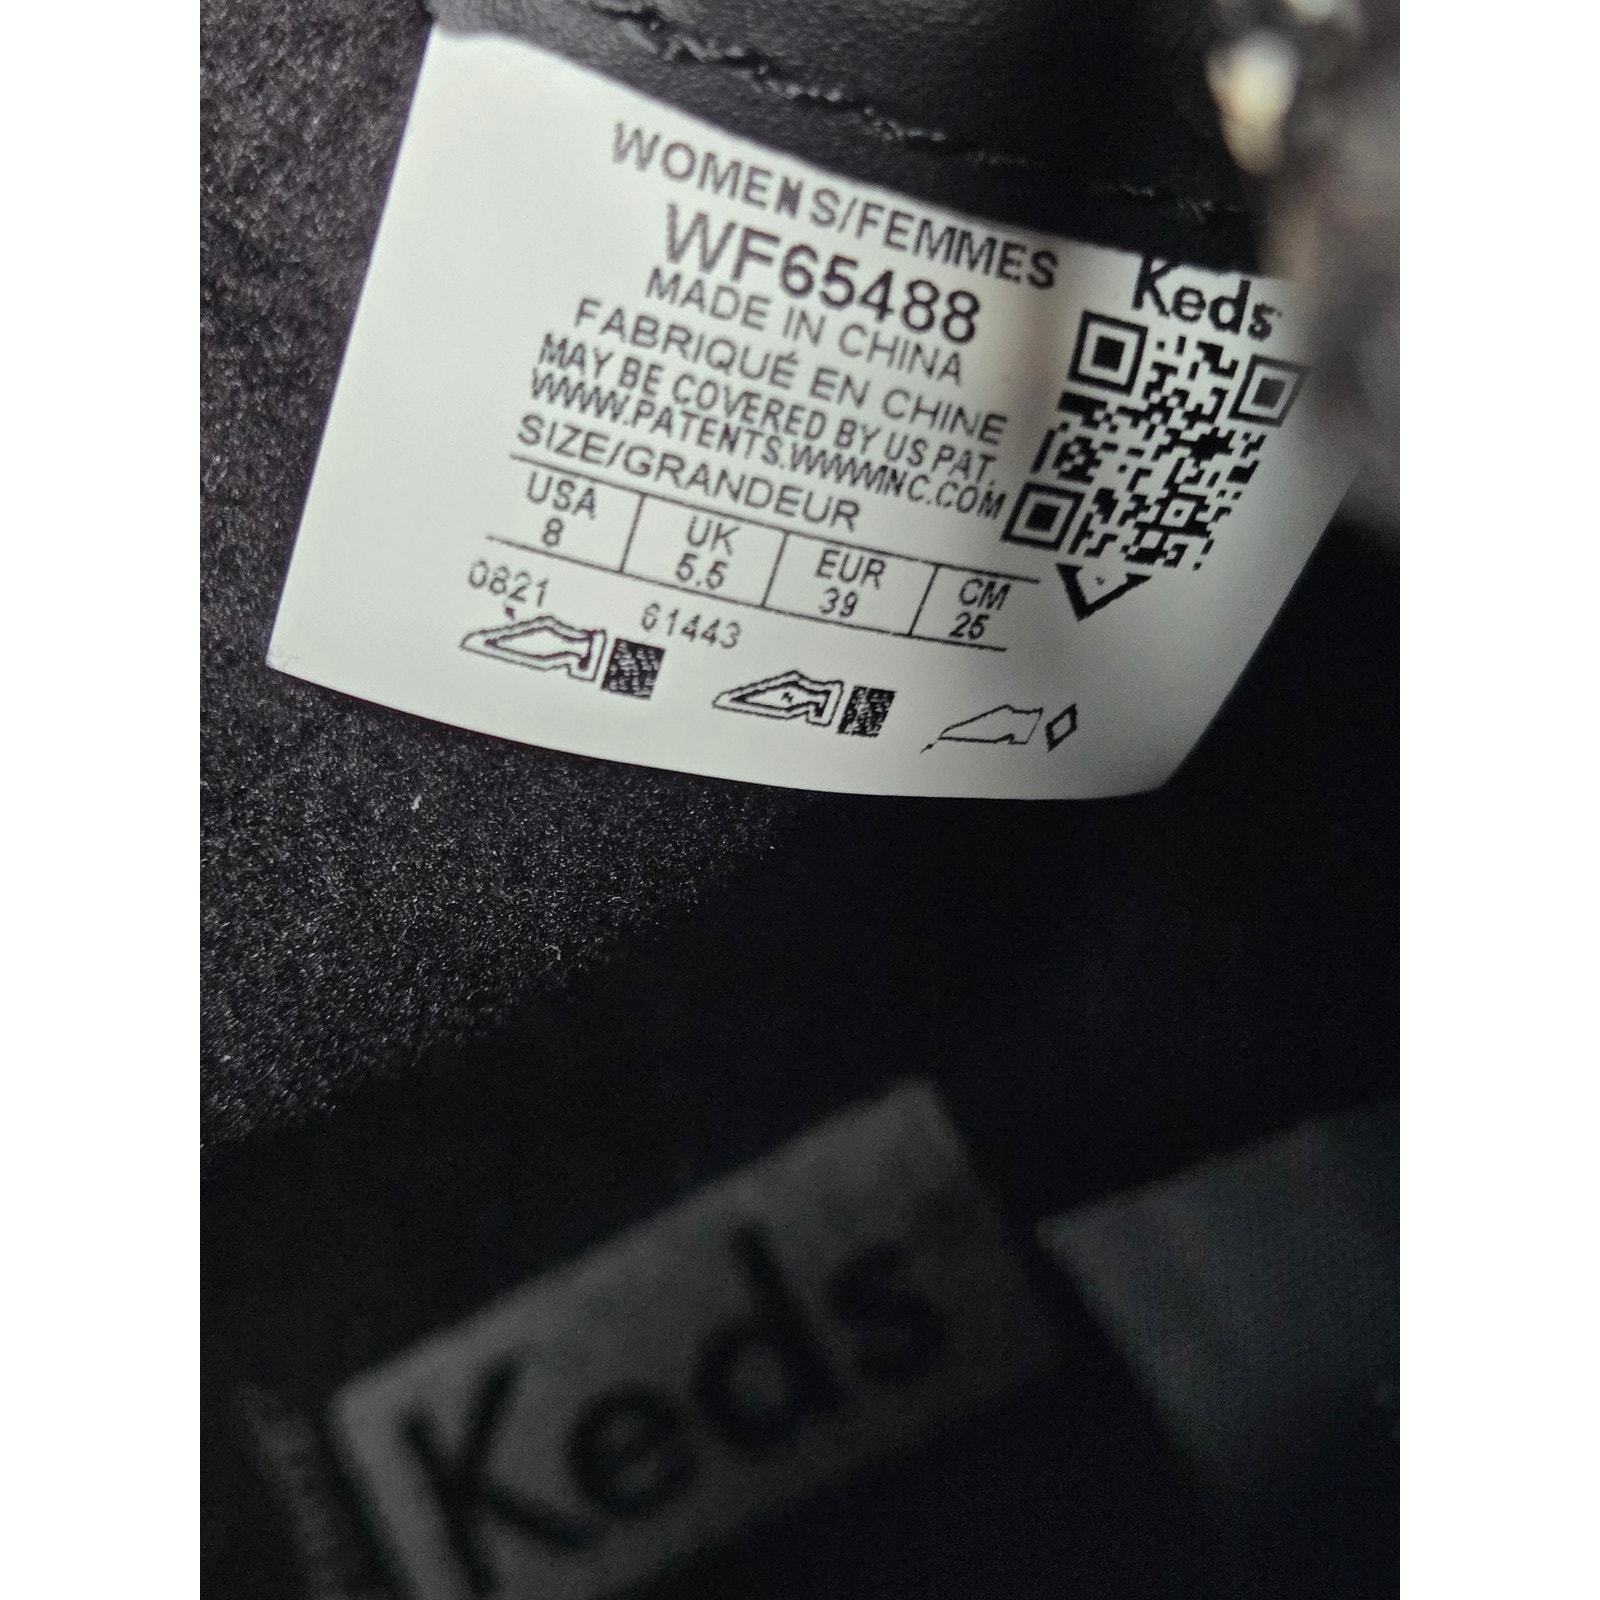 WOMENS/FEMMES
WF65488
MADE IN CHINA
FABRIQUÉ EN CHINE
MAY BE COVERED BY US PAT.
WWW.PATENTS.WWWINC.COM
SIZE/GRANDEUR
USA UK EUR CM
8 5.5 39 25
0821 61443
Keds
Keds